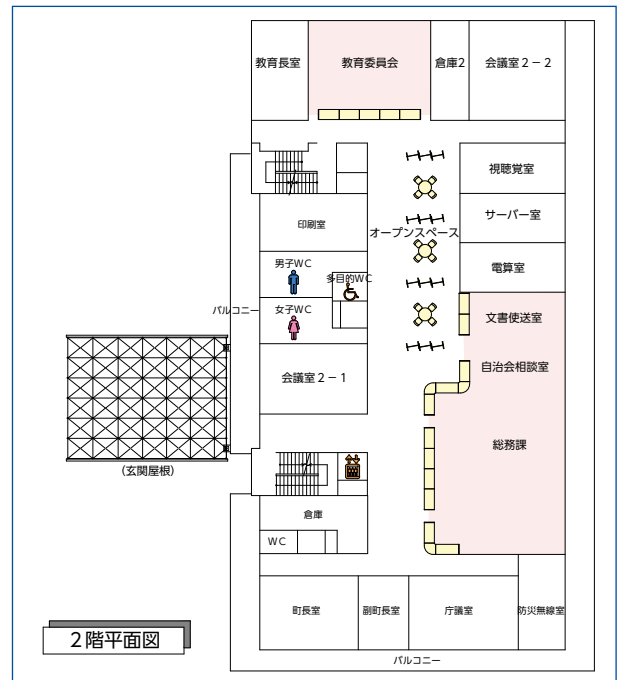 教育長室
教育委員会
倉庫2
会議室２－２
視聴覚室
印刷室
サーバー室
オープンスペース
男子WC
多目的WC
電算室
バルコニー
女子WC
文書使送室
自治会相談室
会議室２－１
総務課
(玄関屋根)
倉庫
WC
町長室
副町長室
庁議室
防災無線室
２階平面図
バルコニー